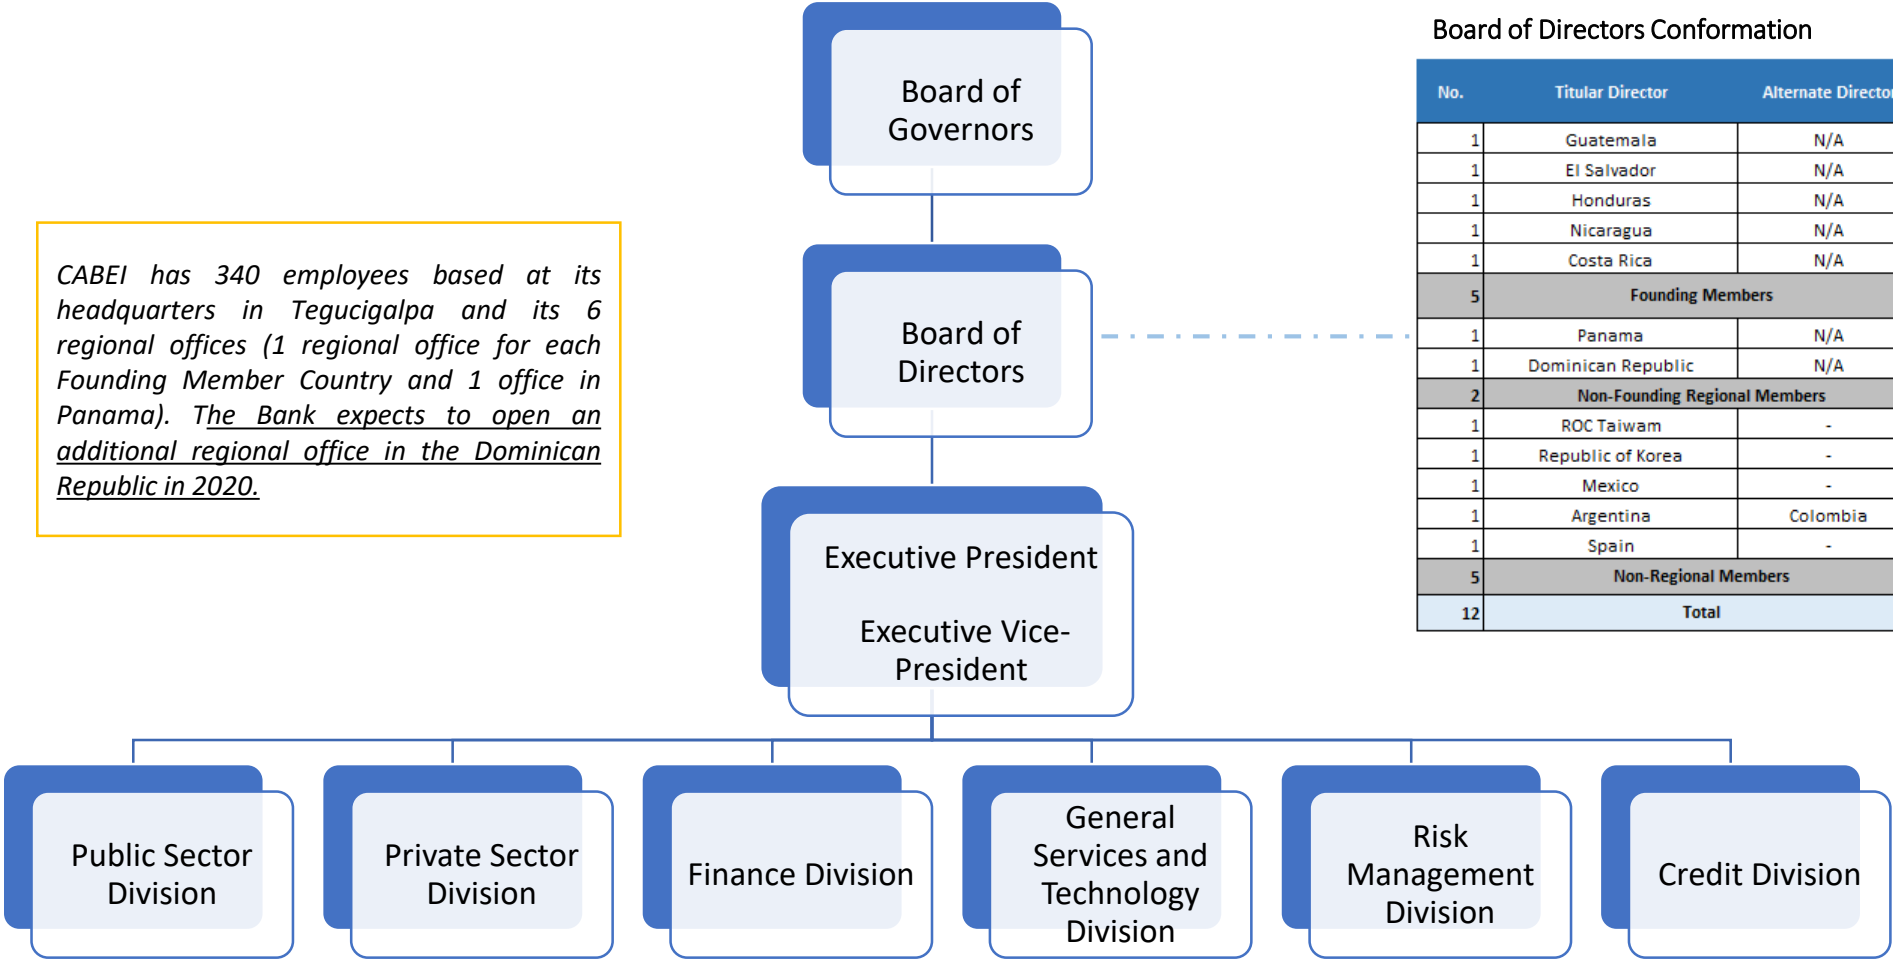 Board of Directors Conformation
No. Titular Director Alternate Director
1 Guatemala N/A
1 El Salvador N/A
1 Honduras N/A
1 Nicaragua N/A
1 Costa Rica N/A
5 Founding Members
1 Panama N/A
1 Dominican Republic N/A
2 Non-Founding Regional Members
1 ROC Taiwam -
1 Republic of Korea -
1 Mexico -
1 Argentina Colombia
1 Spain -
5 Non-Regional Members
12 Total
CABEI has 340 employees based at its
headquarters in Tegucigalpa and its 6
regional offices (1 regional office for each
Founding Member Country and 1 office in
Panama). The Bank expects to open an
additional regional office in the Dominican
Republic in 2020.
Board of
Governors
Board of
Directors
Executive President
Executive Vice-
President
Public Sector
Division
Private Sector
Division
Finance Division
General
Services and
Technology
Division
Risk
Management
Division
Credit Division